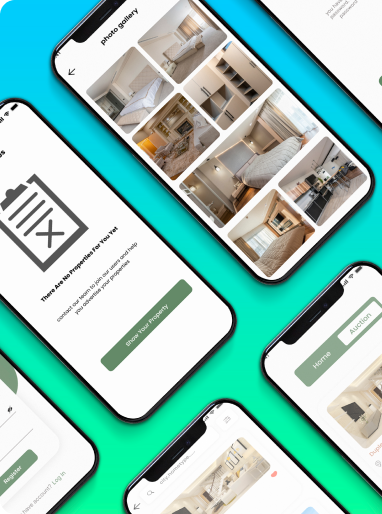 photo gallery
There Are No Properties For You Yet
contact our team to join our users and help
you advertise your properties
Show Your Property
Home
Auction
Register
have account? Log in